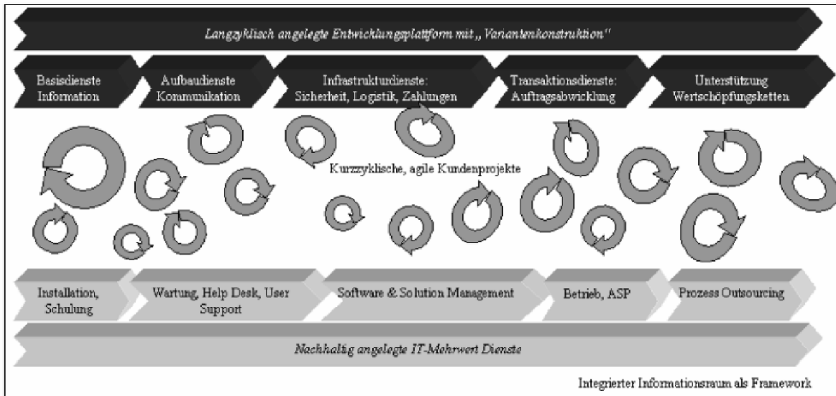 Langzyklisch angelegte Entwicklungsplattform mit „Variantenkonstruktion“
Basisdienste
Information
Aufbaudienste
Kommunikation
Infrastrukturdienste:
Sicherheit, Logistik, Zahlungen
Transaktionsdienste:
Auftragsabwicklung
Unterstützung
Wertschöpfungsketten
Kurzzyklische, agile Kundenprojekte
Installation,
Schulung
Wartung, Help Desk, User
Support
Software & Solution Management
Betrieb, ASP
Prozess Outsourcing
Nachhaltig angelegte IT-Mehrwert Dienste
Integrierter Informationsraum als Framework